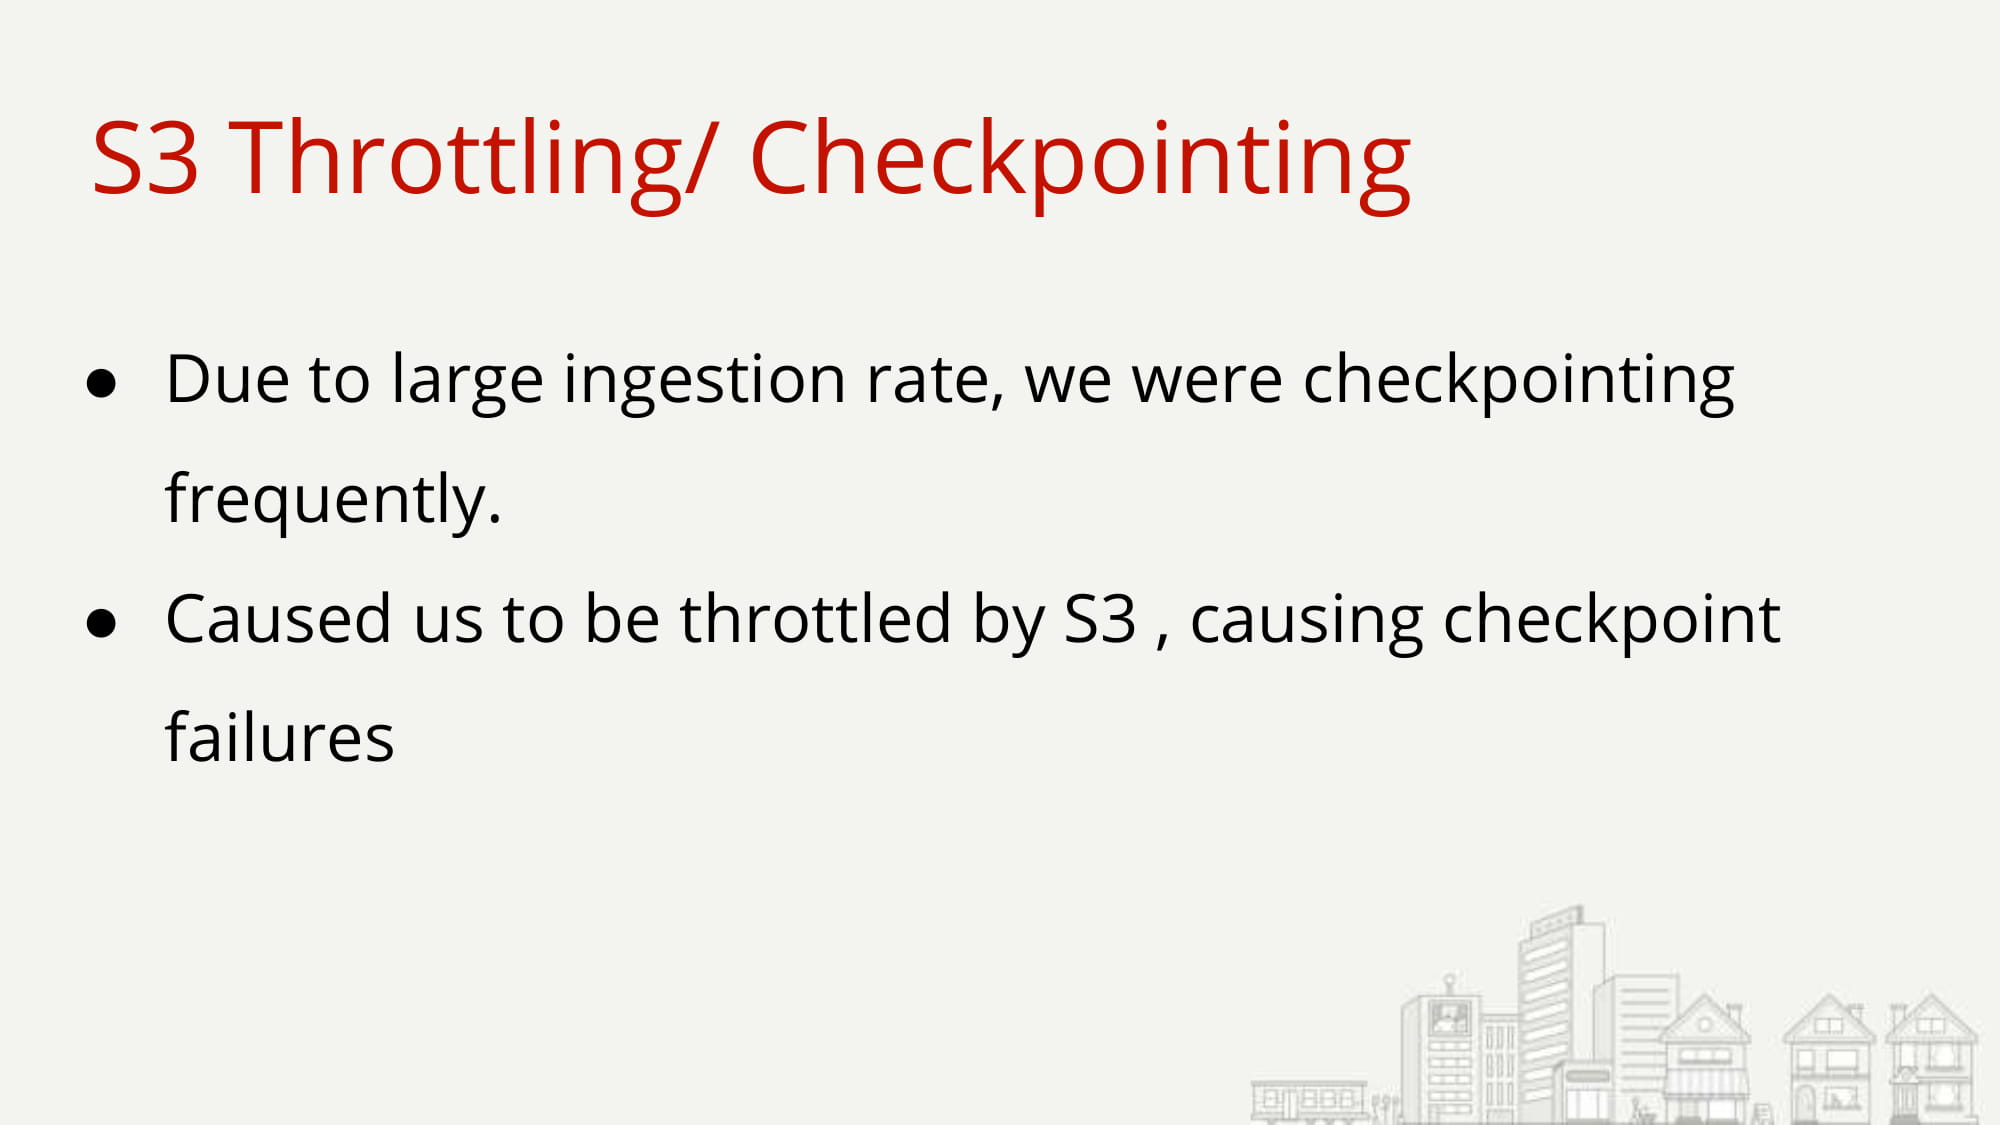 S3 Throttling/ Checkpointing
● Due to large ingestion rate, we were checkpointing
frequently.
● Caused us to be throttled by S3 , causing checkpoint
failures